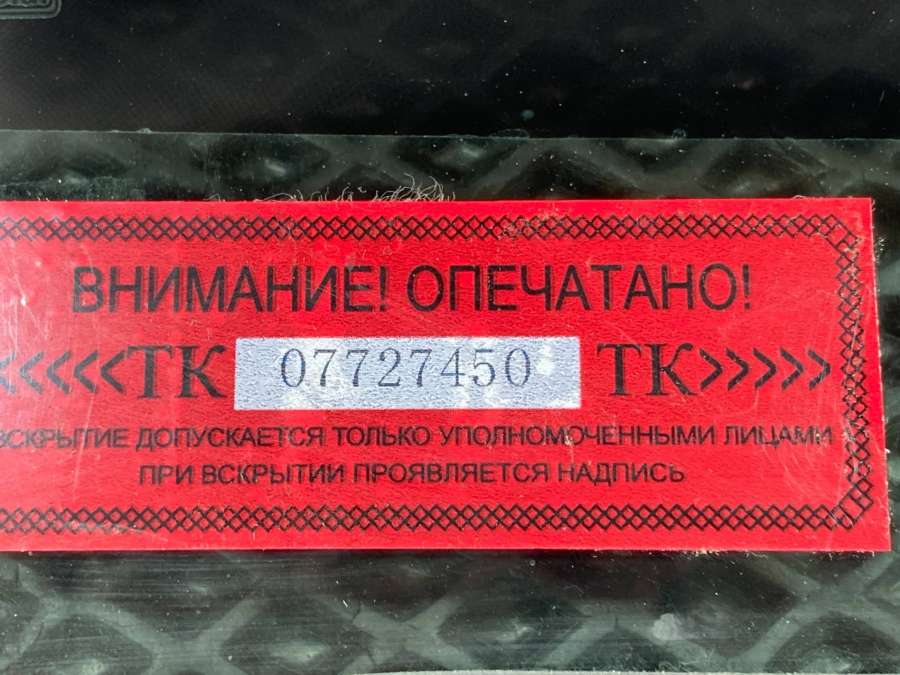 ВНИМАНИЕ! ОПЕЧАТАНО!
<<<<<ТК 07727450 ТК>>>>>
ВСКРЫТИЕ ДОПУСКАЕТСЯ ТОЛЬКО УПОЛНОМОЧЕННЫМИ ЛИЦАМИ
ПРИ ВСКРЫТИИ ПРОЯВЛЯЕТСЯ НАДПИСЬ